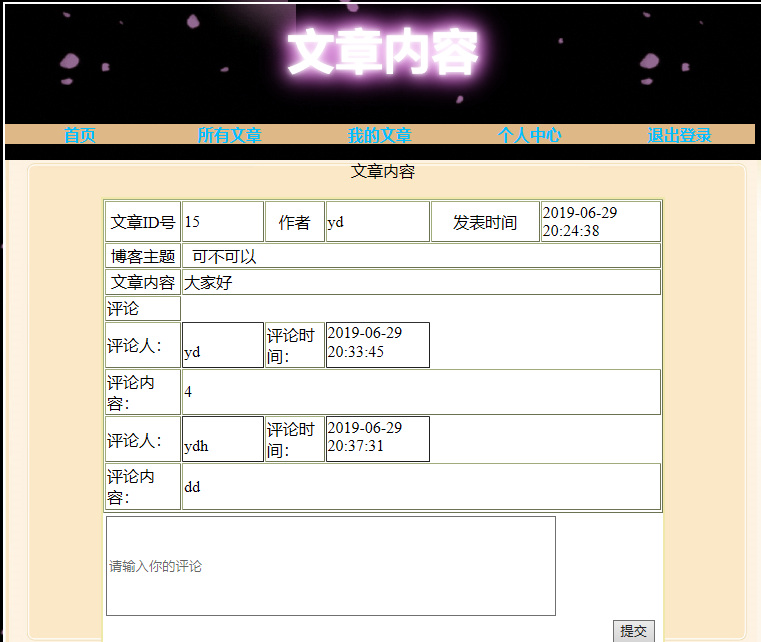 文章内容
首页 所有文章 我的文章 个人中心 退出登录
文章内容
文章ID号 15 作者 yd 发表时间 2019-06-29
20:24:38
博客主题 可不可以
文章内容 大家好
评论
评论人： yd 评论时
间： 2019-06-29
20:33:45
评论内
容： 4
评论人： ydh 评论时
间： 2019-06-29
20:37:31
评论内
容： dd
请输入你的评论
提交